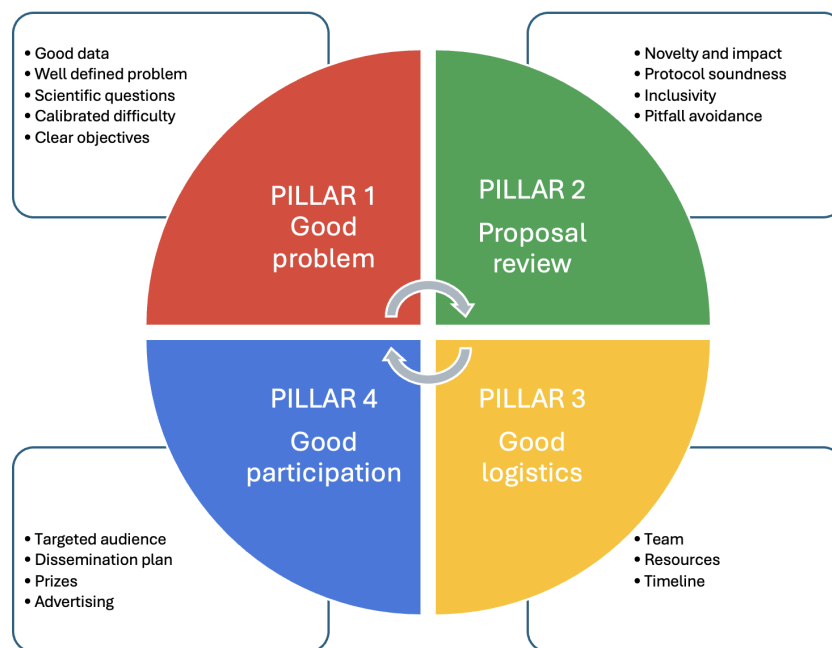 • Good data
• Well defined problem
• Scientific questions
• Calibrated difficulty
• Clear objectives
• Novelty and impact
• Protocol soundness
• Inclusivity
• Pitfall avoidance
PILLAR 1
Good
problem
PILLAR 2
Proposal
review
PILLAR 4
Good
participation
PILLAR 3
Good
logistics
• Targeted audience
• Dissemination plan
• Prizes
• Advertising
• Team
• Resources
• Timeline